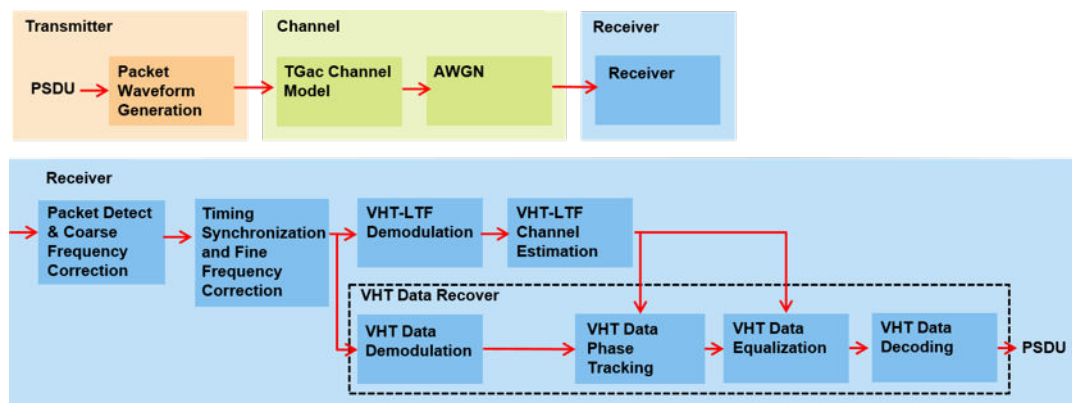 Transmitter
PSDU
Packet
Waveform
Generation
Channel
TGac Channel
Model
AWGN
Receiver
Receiver
Receiver
Packet Detect
& Coarse
Frequency
Correction
Timing
Synchronization
and Fine
Frequency
Correction
VHT-LTF
Demodulation
VHT-LTF
Channel
Estimation
VHT Data Recover
VHT Data
Demodulation
VHT Data
Phase
Tracking
VHT Data
Equalization
VHT Data
Decoding
PSDU